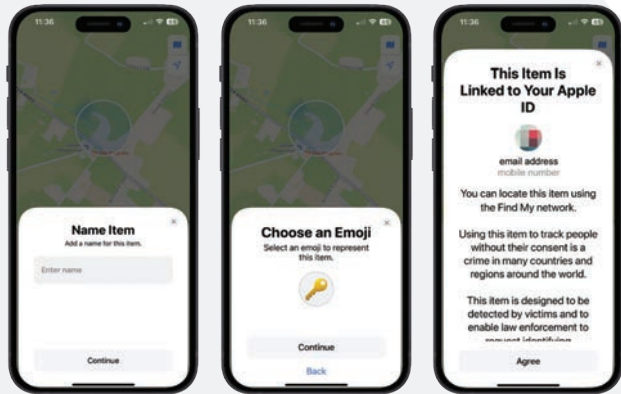 11:36
Name Item
Add a name for this item.
Enter name
Continue
11:36
Choose an Emoji
Select an emoji to represent
this item.
Continue
Back
11:36
This Item Is
Linked to Your Apple
ID
email address
mobile number
You can locate this item using
the Find My network.
Using this item to track people
without their consent is a
crime in many countries and
regions around the world.
This item is designed to be
detected by victims and to
enable law enforcement to
request identifying
Agree